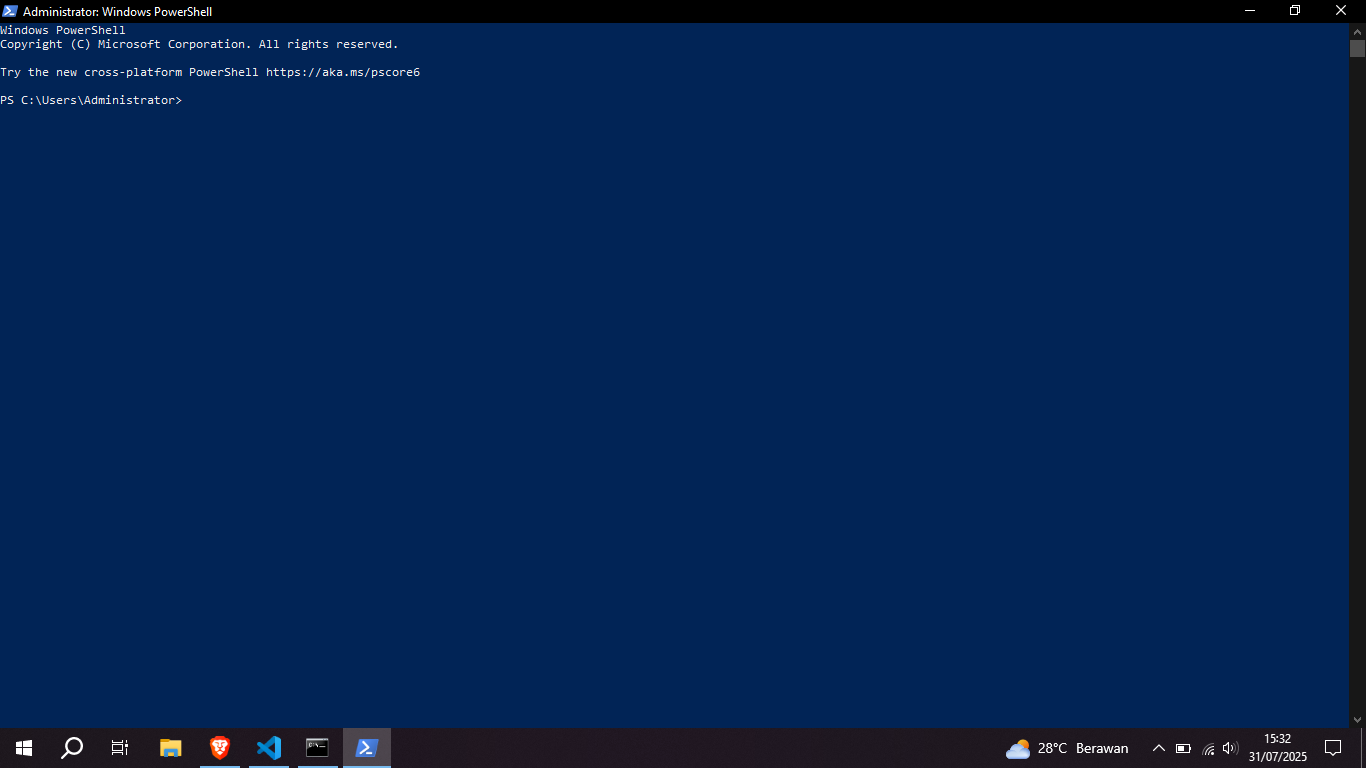 Administrator: Windows PowerShell
Windows PowerShell
Copyright (C) Microsoft Corporation. All rights reserved.
Try the new cross-platform PowerShell https://aka.ms/pscore6
PS C:\Users\Administrator>
28°C Berawan
15:32
31/07/2025